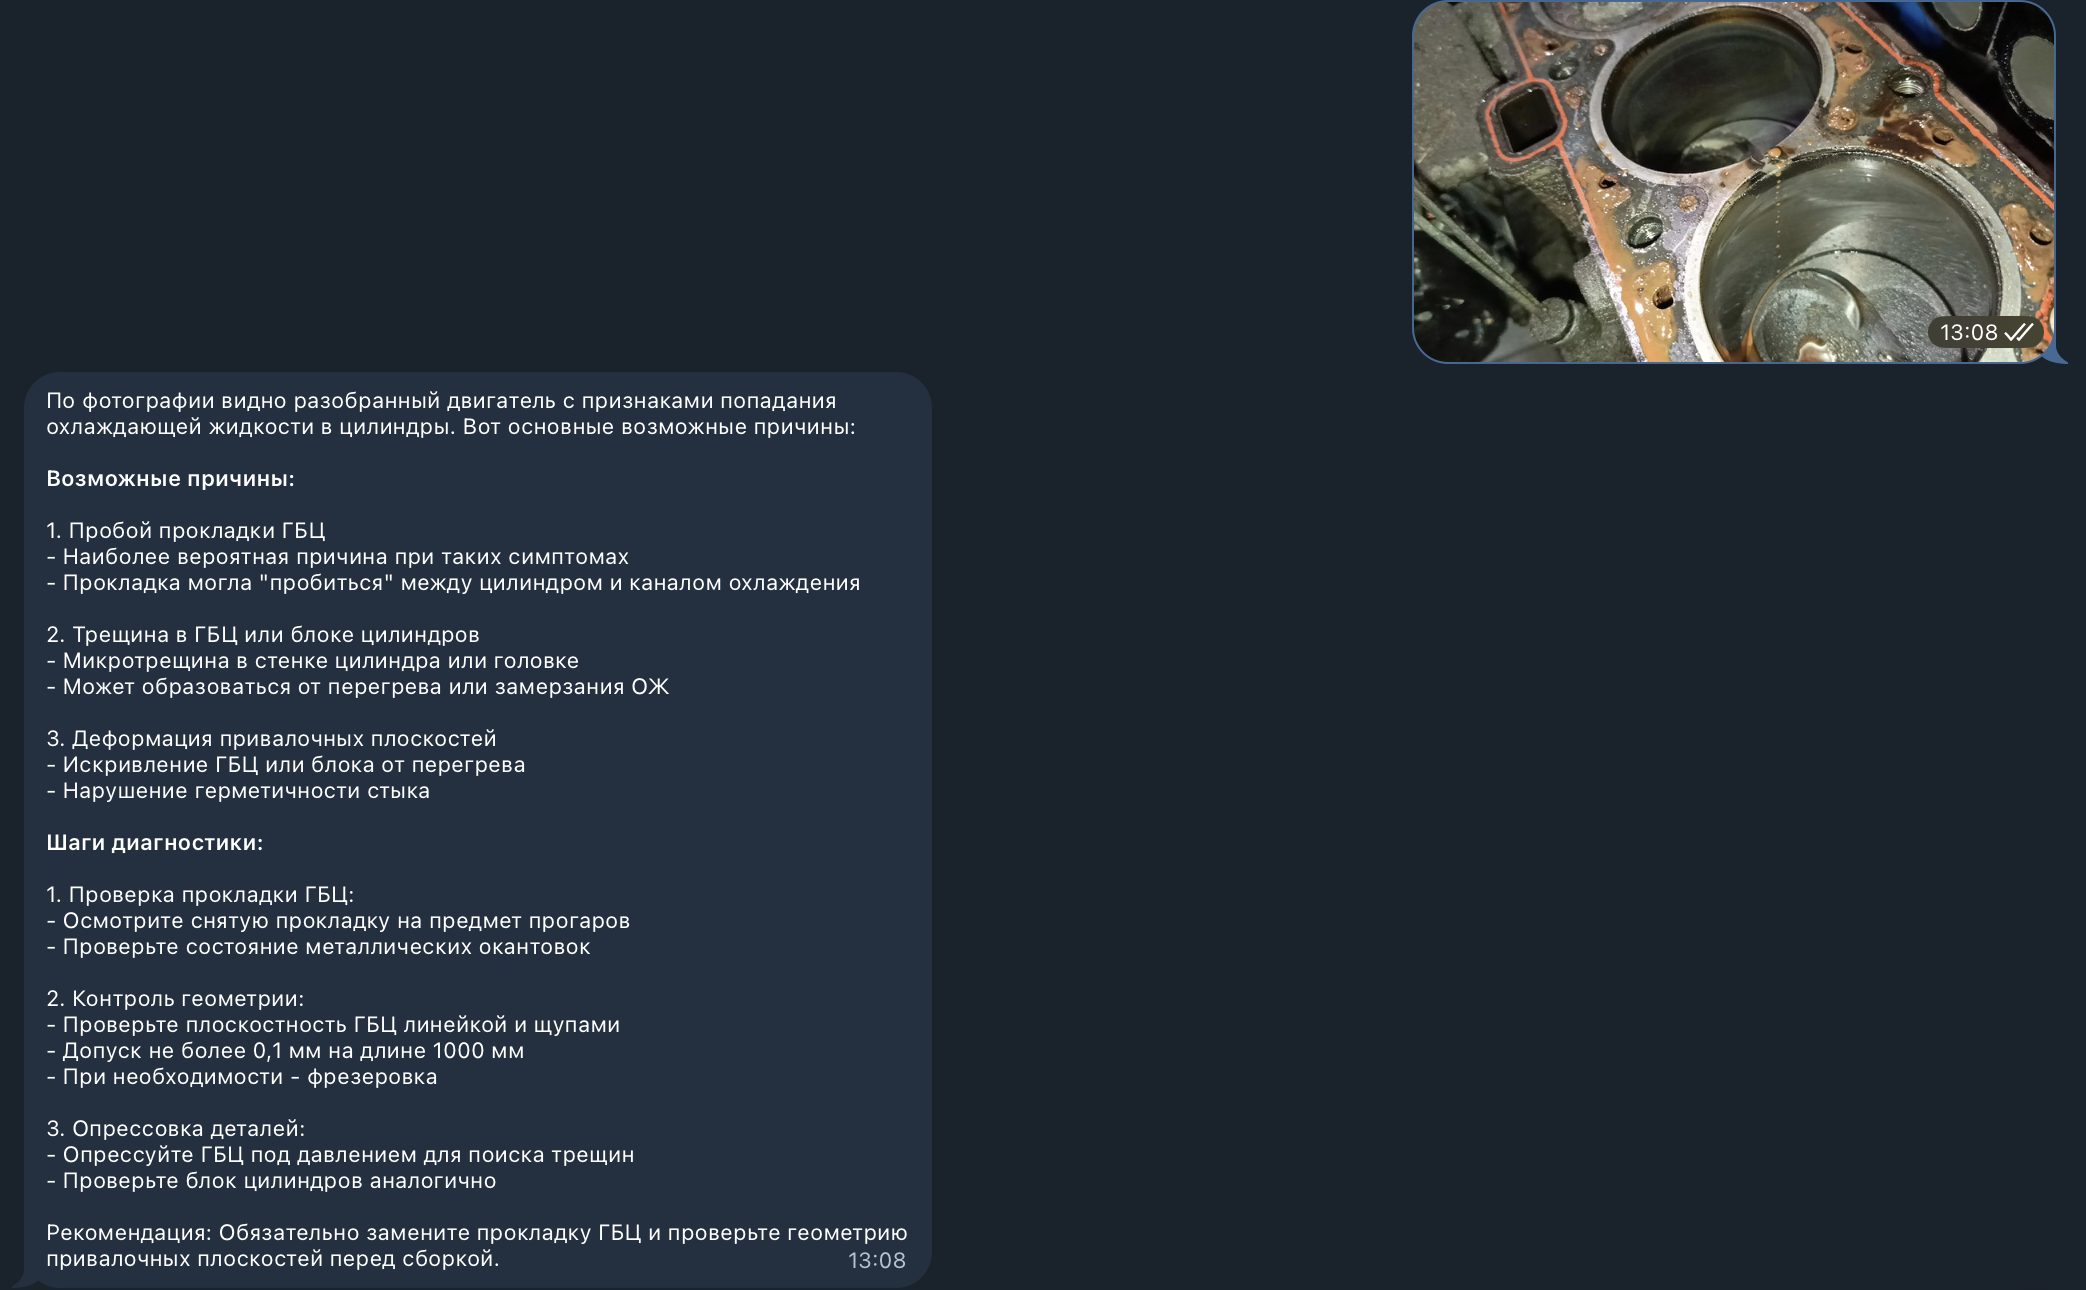 13:08
По фотографии видно разобранный двигатель с признаками попадания
охлаждающей жидкости в цилиндры. Вот основные возможные причины:
Возможные причины:
1. Пробой прокладки ГБЦ
- Наиболее вероятная причина при таких симптомах
- Прокладка могла "пробиться" между цилиндром и каналом охлаждения
2. Трещина в ГБЦ или блоке цилиндров
- Микротрещина в стенке цилиндра или головке
- Может образоваться от перегрева или замерзания ОЖ
3. Деформация привалочных плоскостей
- Искривление ГБЦ или блока от перегрева
- Нарушение герметичности стыка
Шаги диагностики:
1. Проверка прокладки ГБЦ:
- Осмотрите снятую прокладку на предмет прогаров
- Проверьте состояние металлических окантовок
2. Контроль геометрии:
- Проверьте плоскостность ГБЦ линейкой и щупами
- Допуск не более 0,1 мм на длине 1000 мм
- При необходимости - фрезеровка
3. Опрессовка деталей:
- Опрессуйте ГБЦ под давлением для поиска трещин
- Проверьте блок цилиндров аналогично
Рекомендация: Обязательно замените прокладку ГБЦ и проверьте геометрию
привалочных плоскостей перед сборкой.
13:08